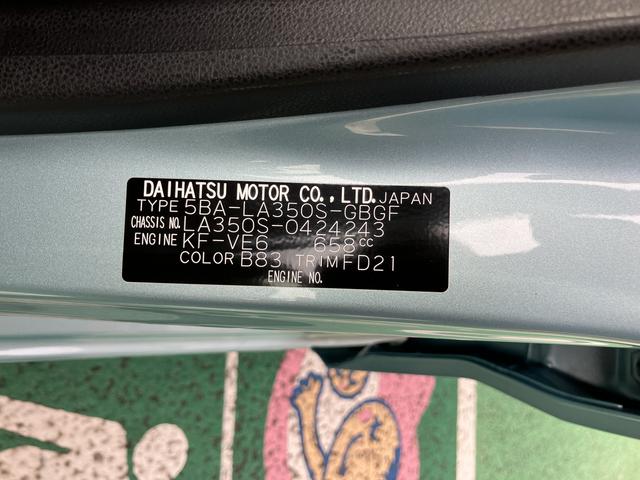 DAIHATSU MOTOR CO.,LTD. JAPAN
TYPE 5BA-LA350S-GBGF
CHASSIS NO. LA350S-0424243
ENGINE KF-VE6 658cc
COLOR B83 TRIM FD21
ENGINE NO.